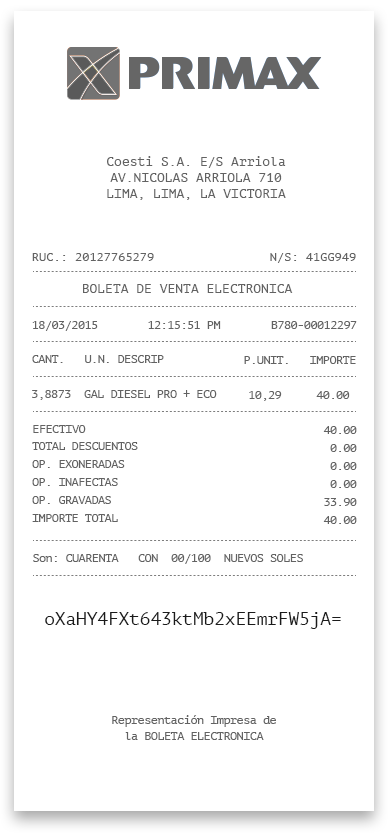 PRIMAX
Coesti S.A. E/S Arriola
AV.NICOLAS ARRIOLA 710
LIMA, LIMA, LA VICTORIA
RUC.: 20127765279 N/S: 41GG949
BOLETA DE VENTA ELECTRONICA
18/03/2015 12:15:51 PM B780-00012297
CANT. U.N. DESCRIP P.UNIT. IMPORTE
3,8873 GAL DIESEL PRO + ECO 10,29 40.00
EFECTIVO 40.00
TOTAL DESCUENTOS 0.00
OP. EXONERADAS 0.00
OP. INAFECTAS 0.00
OP. GRAVADAS 33.90
IMPORTE TOTAL 40.00
Son: CUARENTA CON 00/100 NUEVOS SOLES
oXaHY4FXt643ktMb2xEEmrFW5jA=
Representación Impresa de
la BOLETA ELECTRONICA